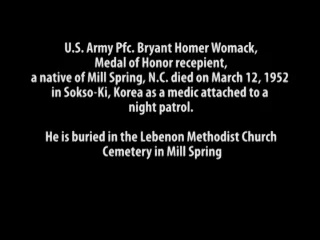 U.S. Army Pfc. Bryant Homer Womack,
Medal of Honor recepient,
a native of Mill Spring, N.C. died on March 12, 1952
in Sokso-Ki, Korea as a medic attached to a
night patrol.
He is buried in the Lebenon Methodist Church
Cemetery in Mill Spring